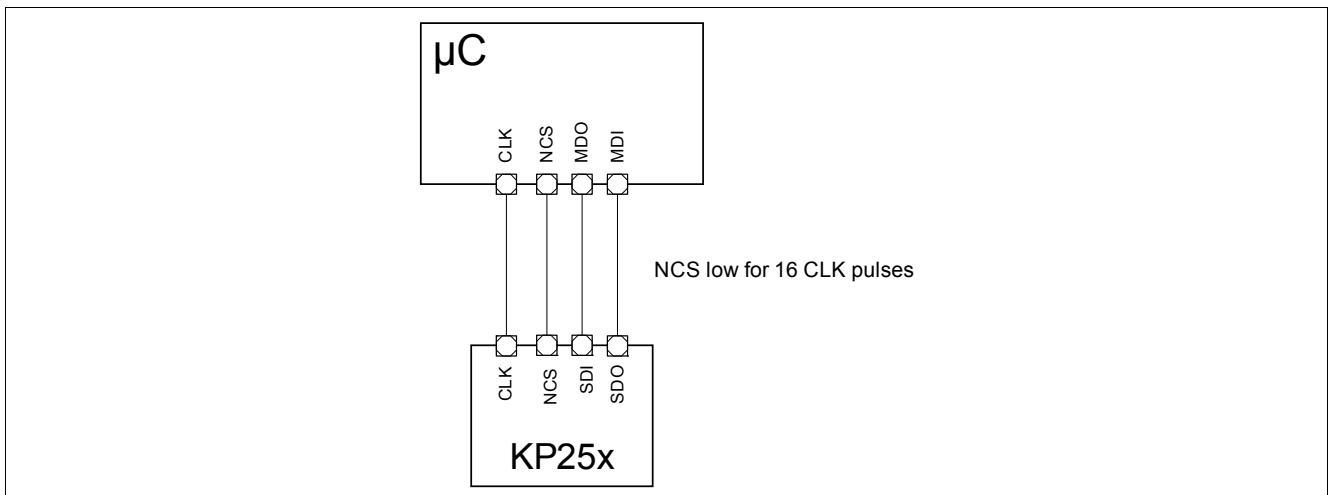 µC
CLK
NCS
MDO
MDI
NCS low for 16 CLK pulses
CLK
NCS
SDI
SDO
KP25x